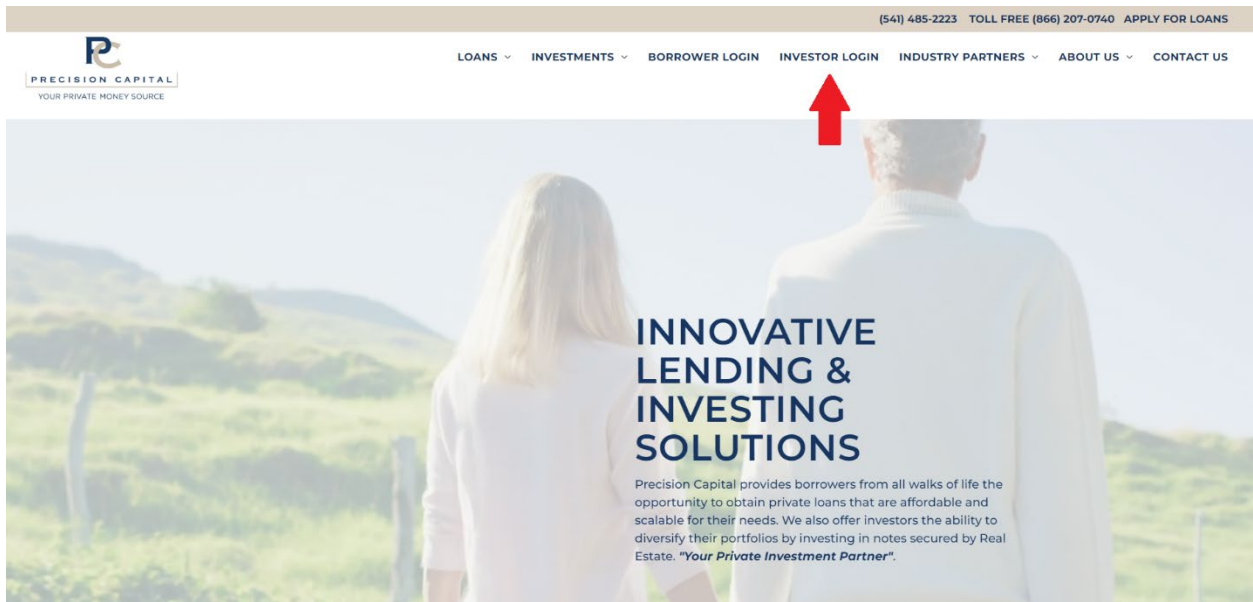 (541) 485-2223 TOLL FREE (866) 207-0740 APPLY FOR LOANS
PC
PRECISION CAPITAL
YOUR PRIVATE MONEY SOURCE
LOANS INVESTMENTS BORROWER LOGIN INVESTOR LOGIN INDUSTRY PARTNERS ABOUT US CONTACT US
INNOVATIVE
LENDING &
INVESTING
SOLUTIONS
Precision Capital provides borrowers from all walks of life the
opportunity to obtain private loans that are affordable and
scalable for their needs. We also offer investors the ability to
diversify their portfolios by investing in notes secured by Real
Estate. "Your Private Investment Partner".